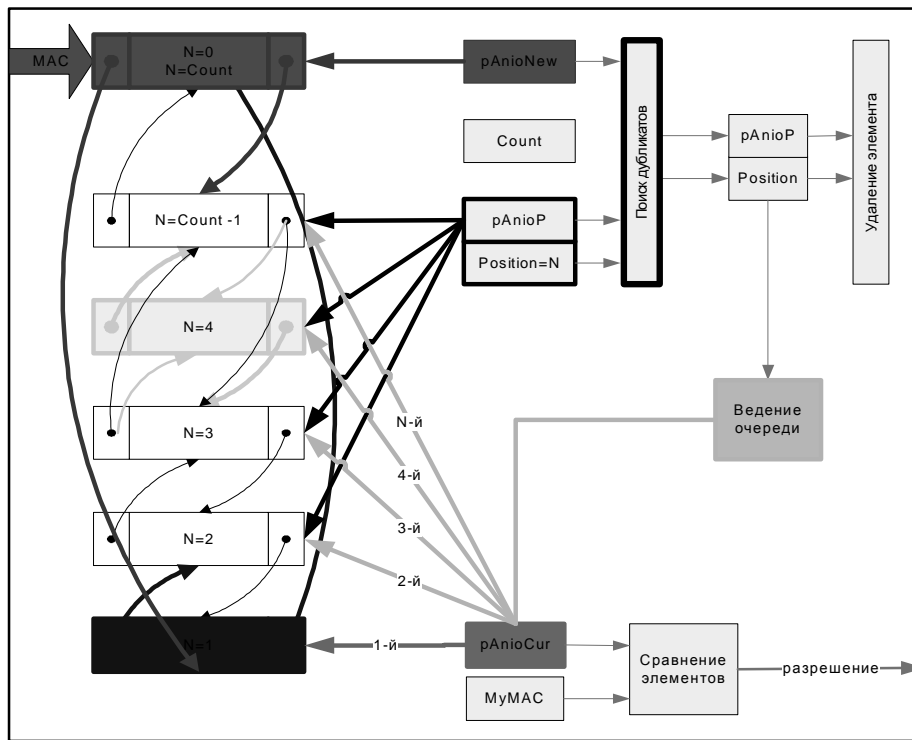 MAC
N=0
N=Count
pAnioNew
Count
Поиск дубликатов
pAnioP
Position
Удаление элемента
N=Count -1
pAnioP
Position=N
N=4
N=3
N-й
4-й
3-й
2-й
1-й
Ведение
очереди
N=2
N=1
pAnioCur
MyMAC
Сравнение
элементов
разрешение